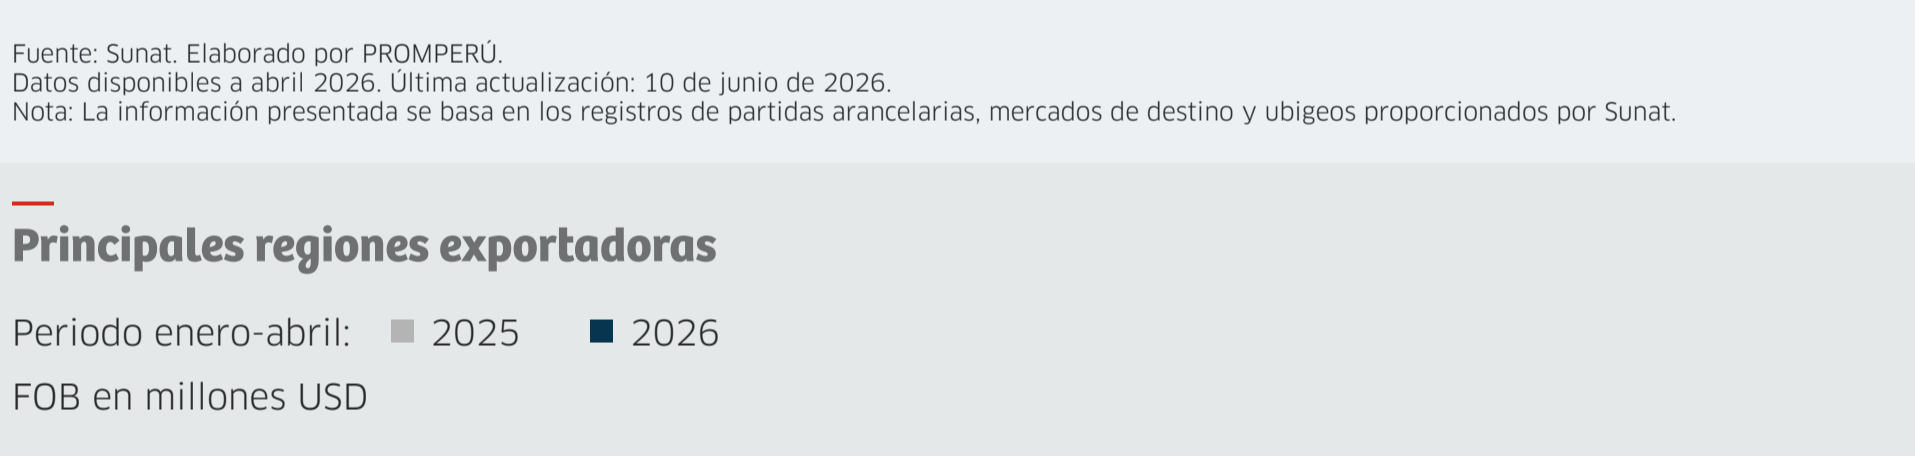 Fuente: Sunat. Elaborado por PROMPERÚ.
Datos disponibles a abril 2026. Última actualización: 10 de junio de 2026.
Nota: La información presentada se basa en los registros de partidas arancelarias, mercados de destino y ubigeos proporcionados por Sunat.
Principales regiones exportadoras
Periodo enero-abril: 2025 2026
FOB en millones USD